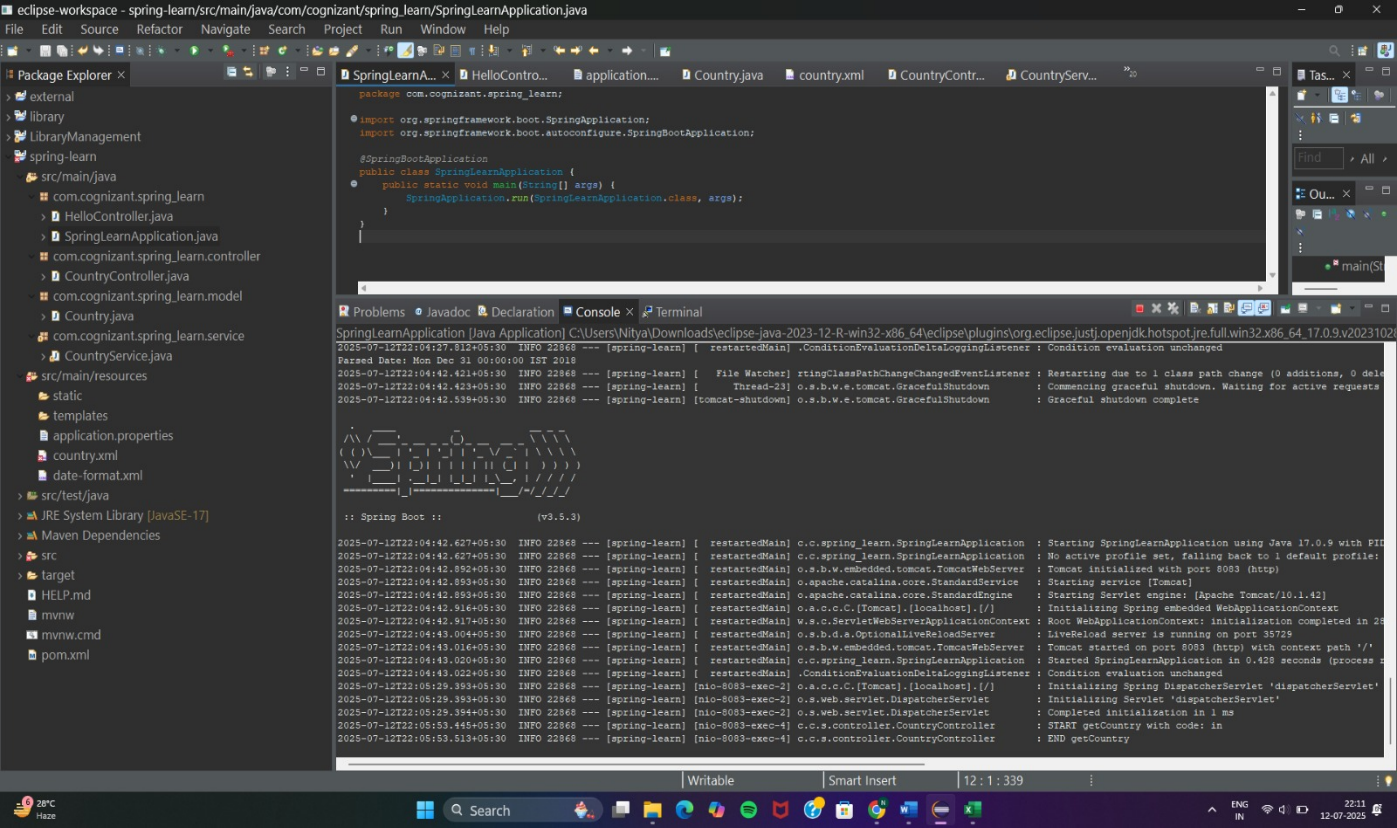 eclipse-workspace - spring-learn/src/main/java/com/cognizant/spring_learn/SpringLearnApplication.java
File Edit Source Refactor Navigate Search Project Run Window Help
Package Explorer
external
library
LibraryManagement
spring-learn
src/main/java
com.cognizant.spring_learn
HelloController.java
SpringLearnApplication.java
com.cognizant.spring_learn.controller
CountryController.java
com.cognizant.spring_learn.model
Country.java
com.cognizant.spring_learn.service
CountryService.java
src/main/resources
static
templates
application.properties
country.xml
date-format.xml
src/test/java
JRE System Library [JavaSE-17]
Maven Dependencies
src
target
HELP.md
mvnw
mvnw.cmd
pom.xml
SpringLearnA... HelloContro... application.... Country.java country.xml CountryContr... CountryServ... »20
package com.cognizant.spring_learn;
import org.springframework.boot.SpringApplication;
import org.springframework.boot.autoconfigure.SpringBootApplication;
@SpringBootApplication
public class SpringLearnApplication {
public static void main(String[] args) {
SpringApplication.run(SpringLearnApplication.class, args);
}
}
Tas...
Find All
Ou...
main(St
Problems Javadoc Declaration Console Terminal
SpringLearnApplication [Java Application] C:\Users\Nitya\Downloads\eclipse-java-2023-12-R-win32-x86_64\eclipse\plugins\org.eclipse.justj.openjdk.hotspot.jre.full.win32.x86_64_17.0.9.v2023102
2025-07-12T22:04:27.812+05:30 INFO 22868 --- [spring-learn] [ restartedMain] .ConditionEvaluationDeltaLoggingListener : Condition evaluation unchanged
Parsed Date: Mon Dec 31 00:00:00 IST 2018
2025-07-12T22:04:42.421+05:30 INFO 22868 --- [spring-learn] [ File Watcher] rtingClassPathChangeChangedEventListener : Restarting due to 1 class path change (0 additions, 0 dele
2025-07-12T22:04:42.423+05:30 INFO 22868 --- [spring-learn] [ Thread-23] o.s.b.w.e.tomcat.GracefulShutdown : Commencing graceful shutdown. Waiting for active requests
2025-07-12T22:04:42.539+05:30 INFO 22868 --- [spring-learn] [tomcat-shutdown] o.s.b.w.e.tomcat.GracefulShutdown : Graceful shutdown complete
:: Spring Boot :: (v3.5.3)
2025-07-12T22:04:42.627+05:30 INFO 22868 --- [spring-learn] [ restartedMain] c.c.spring_learn.SpringLearnApplication : Starting SpringLearnApplication using Java 17.0.9 with PID
2025-07-12T22:04:42.627+05:30 INFO 22868 --- [spring-learn] [ restartedMain] c.c.spring_learn.SpringLearnApplication : No active profile set, falling back to 1 default profile:
2025-07-12T22:04:42.892+05:30 INFO 22868 --- [spring-learn] [ restartedMain] o.s.b.w.embedded.tomcat.TomcatWebServer : Tomcat initialized with port 8083 (http)
2025-07-12T22:04:42.893+05:30 INFO 22868 --- [spring-learn] [ restartedMain] o.apache.catalina.core.StandardService : Starting service [Tomcat]
2025-07-12T22:04:42.893+05:30 INFO 22868 --- [spring-learn] [ restartedMain] o.apache.catalina.core.StandardEngine : Starting Servlet engine: [Apache Tomcat/10.1.42]
2025-07-12T22:04:42.916+05:30 INFO 22868 --- [spring-learn] [ restartedMain] o.a.c.c.C.[Tomcat].[localhost].[/] : Initializing Spring embedded WebApplicationContext
2025-07-12T22:04:42.917+05:30 INFO 22868 --- [spring-learn] [ restartedMain] w.s.c.ServletWebServerApplicationContext : Root WebApplicationContext: initialization completed in 28
2025-07-12T22:04:43.004+05:30 INFO 22868 --- [spring-learn] [ restartedMain] o.s.b.d.a.OptionalLiveReloadServer : LiveReload server is running on port 35729
2025-07-12T22:04:43.016+05:30 INFO 22868 --- [spring-learn] [ restartedMain] o.s.b.w.embedded.tomcat.TomcatWebServer : Tomcat started on port 8083 (http) with context path '/'
2025-07-12T22:04:43.020+05:30 INFO 22868 --- [spring-learn] [ restartedMain] c.c.spring_learn.SpringLearnApplication : Started SpringLearnApplication in 0.428 seconds (process r
2025-07-12T22:04:43.022+05:30 INFO 22868 --- [spring-learn] [ restartedMain] .ConditionEvaluationDeltaLoggingListener : Condition evaluation unchanged
2025-07-12T22:05:29.393+05:30 INFO 22868 --- [spring-learn] [nio-8083-exec-2] o.a.c.c.C.[Tomcat].[localhost].[/] : Initializing Spring DispatcherServlet 'dispatcherServlet'
2025-07-12T22:05:29.393+05:30 INFO 22868 --- [spring-learn] [nio-8083-exec-2] o.s.web.servlet.DispatcherServlet : Initializing Servlet 'dispatcherServlet'
2025-07-12T22:05:29.394+05:30 INFO 22868 --- [spring-learn] [nio-8083-exec-2] o.s.web.servlet.DispatcherServlet : Completed initialization in 1 ms
2025-07-12T22:05:53.445+05:30 INFO 22868 --- [spring-learn] [nio-8083-exec-4] c.c.s.controller.CountryController : START getCountry with code: in
2025-07-12T22:05:53.513+05:30 INFO 22868 --- [spring-learn] [nio-8083-exec-4] c.c.s.controller.CountryController : END getCountry
Writable Smart Insert 12 : 1 : 339
6 28°C
Haze
Search
ENG
IN
22:11
12-07-2025